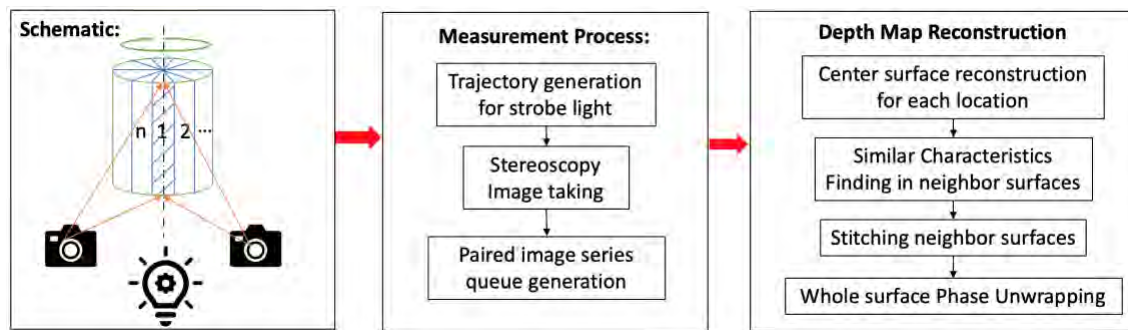 Schematic:
n 1 2 ...
Measurement Process:
Trajectory generation
for strobe light
Stereoscopy
Image taking
Paired image series
queue generation
Depth Map Reconstruction
Center surface reconstruction
for each location
Similar Characteristics
Finding in neighbor surfaces
Stitching neighbor surfaces
Whole surface Phase Unwrapping